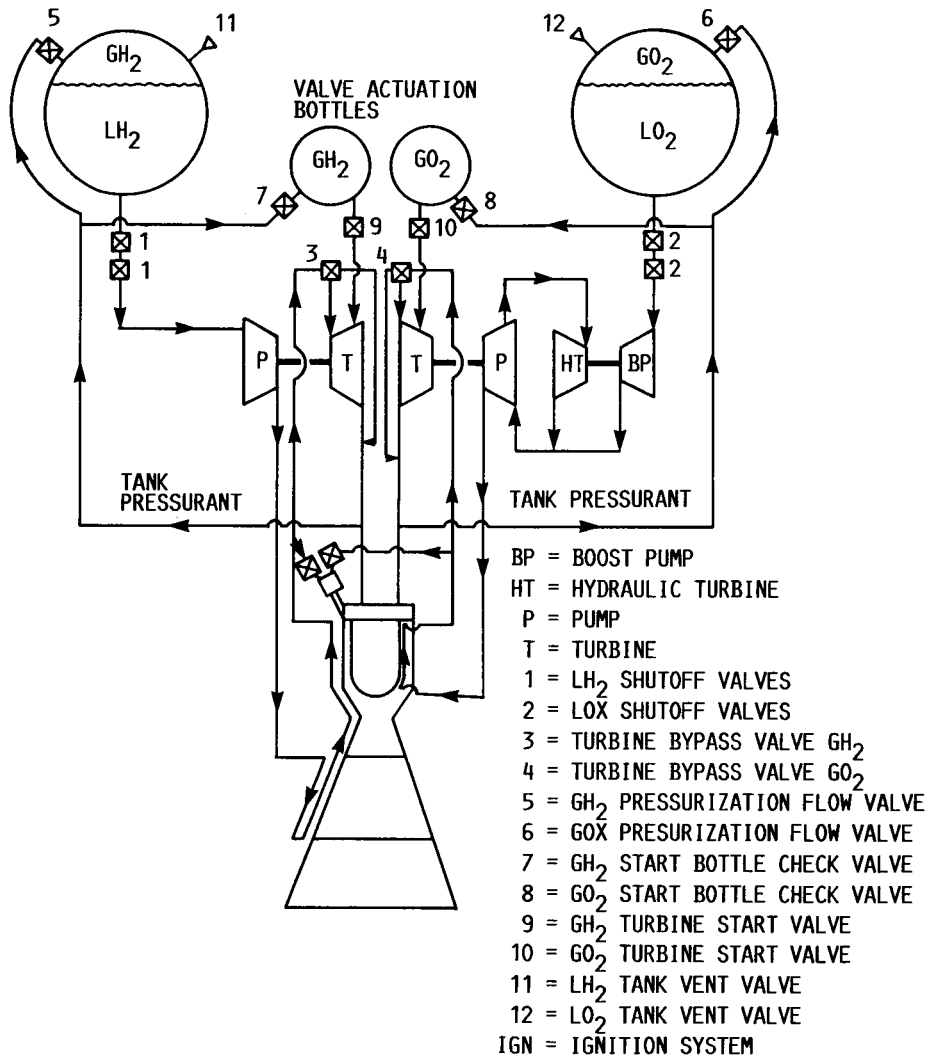 5
11
12
6
GH2
GO2
VALVE ACTUATION
BOTTLES
LH2
LO2
GH2
GO2
7
8
9
10
1
2
3
4
1
2
P
T
T
P
HT
BP
TANK
PRESSURANT
TANK PRESSURANT
BP = BOOST PUMP
HT = HYDRAULIC TURBINE
P = PUMP
T = TURBINE
1 = LH2 SHUTOFF VALVES
2 = LOX SHUTOFF VALVES
3 = TURBINE BYPASS VALVE GH2
4 = TURBINE BYPASS VALVE GO2
5 = GH2 PRESSURIZATION FLOW VALVE
6 = GOX PRESURIZATION FLOW VALVE
7 = GH2 START BOTTLE CHECK VALVE
8 = GO2 START BOTTLE CHECK VALVE
9 = GH2 TURBINE START VALVE
10 = GO2 TURBINE START VALVE
11 = LH2 TANK VENT VALVE
12 = LO2 TANK VENT VALVE
IGN = IGNITION SYSTEM